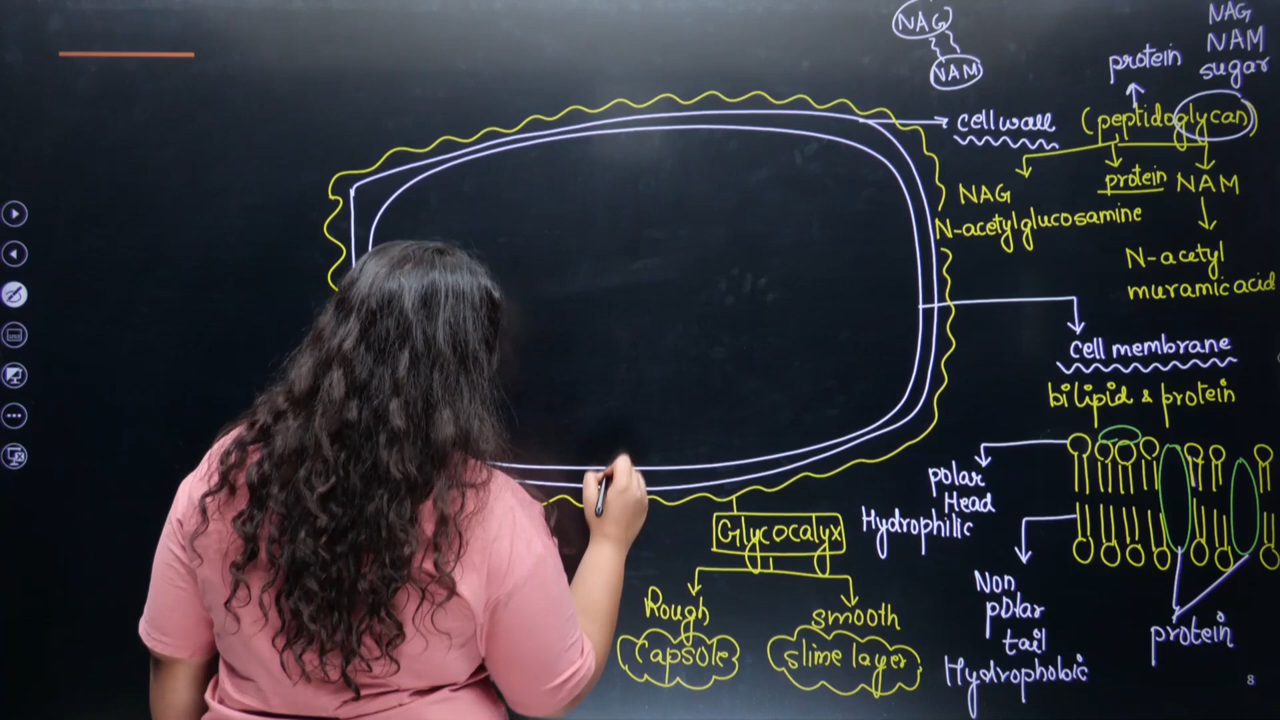 NAG
NAM
NAG
NAM
sugar
protein
cell wall (peptidoglycan)
NAG
N-acetylglucosamine
protein
NAM
N-acetyl
muramic acid
cell membrane
bilipid & protein
polar
Head
Hydrophilic
Non
polar
tail
Hydrophobic
protein
Glycocalyx
Rough
Capsole
smooth
slime layer
8